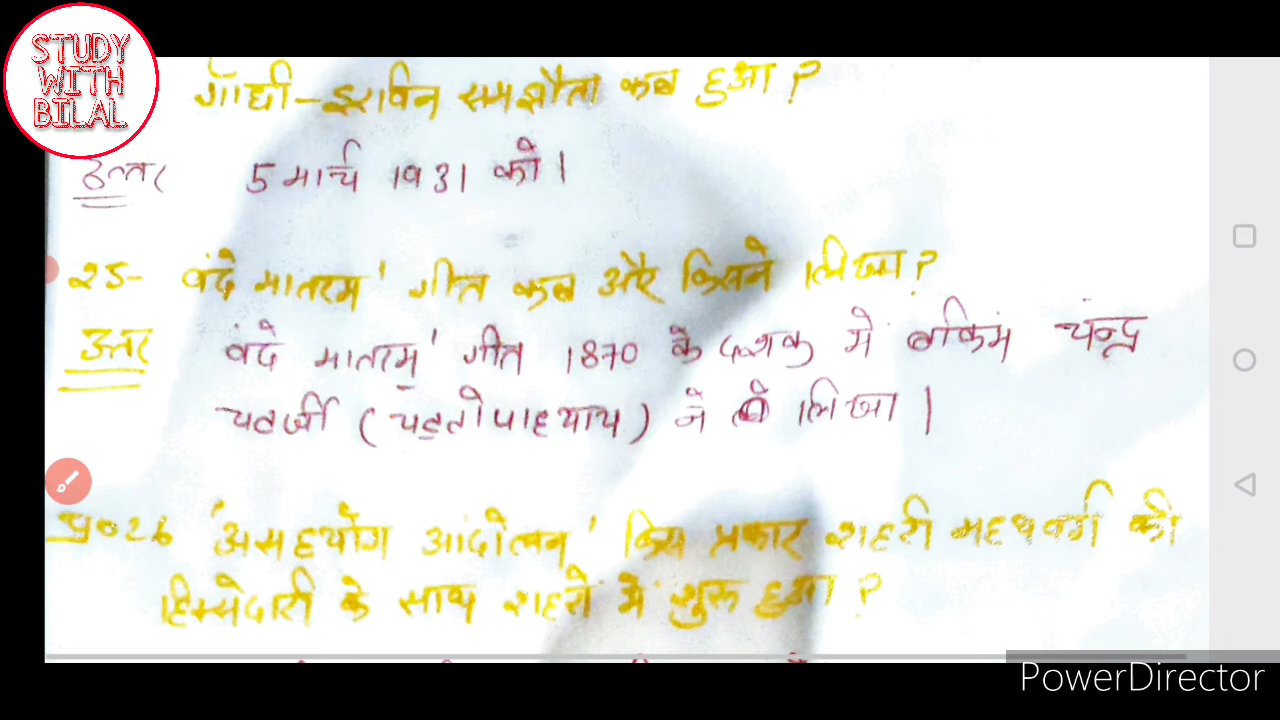 STUDY
WITH
BILAL
गाँधी-इरविन समझौता कब हुआ?
उत्तर 5 मार्च 1931 को।
25- वंदे मातरम' गीत कब और किसने लिखा?
उत्तर वंदे मातरम्' गीत 1870 के दशक में बकिमं चन्द्र
चटर्जी (चट्टोपाध्याय) ने लिखा।
प्र०26 'असहयोग आंदोलन' किस प्रकार शहरी मध्यवर्ग की
हिस्सेदारी के साथ शहरो मे शुरू हुआ?
PowerDirector